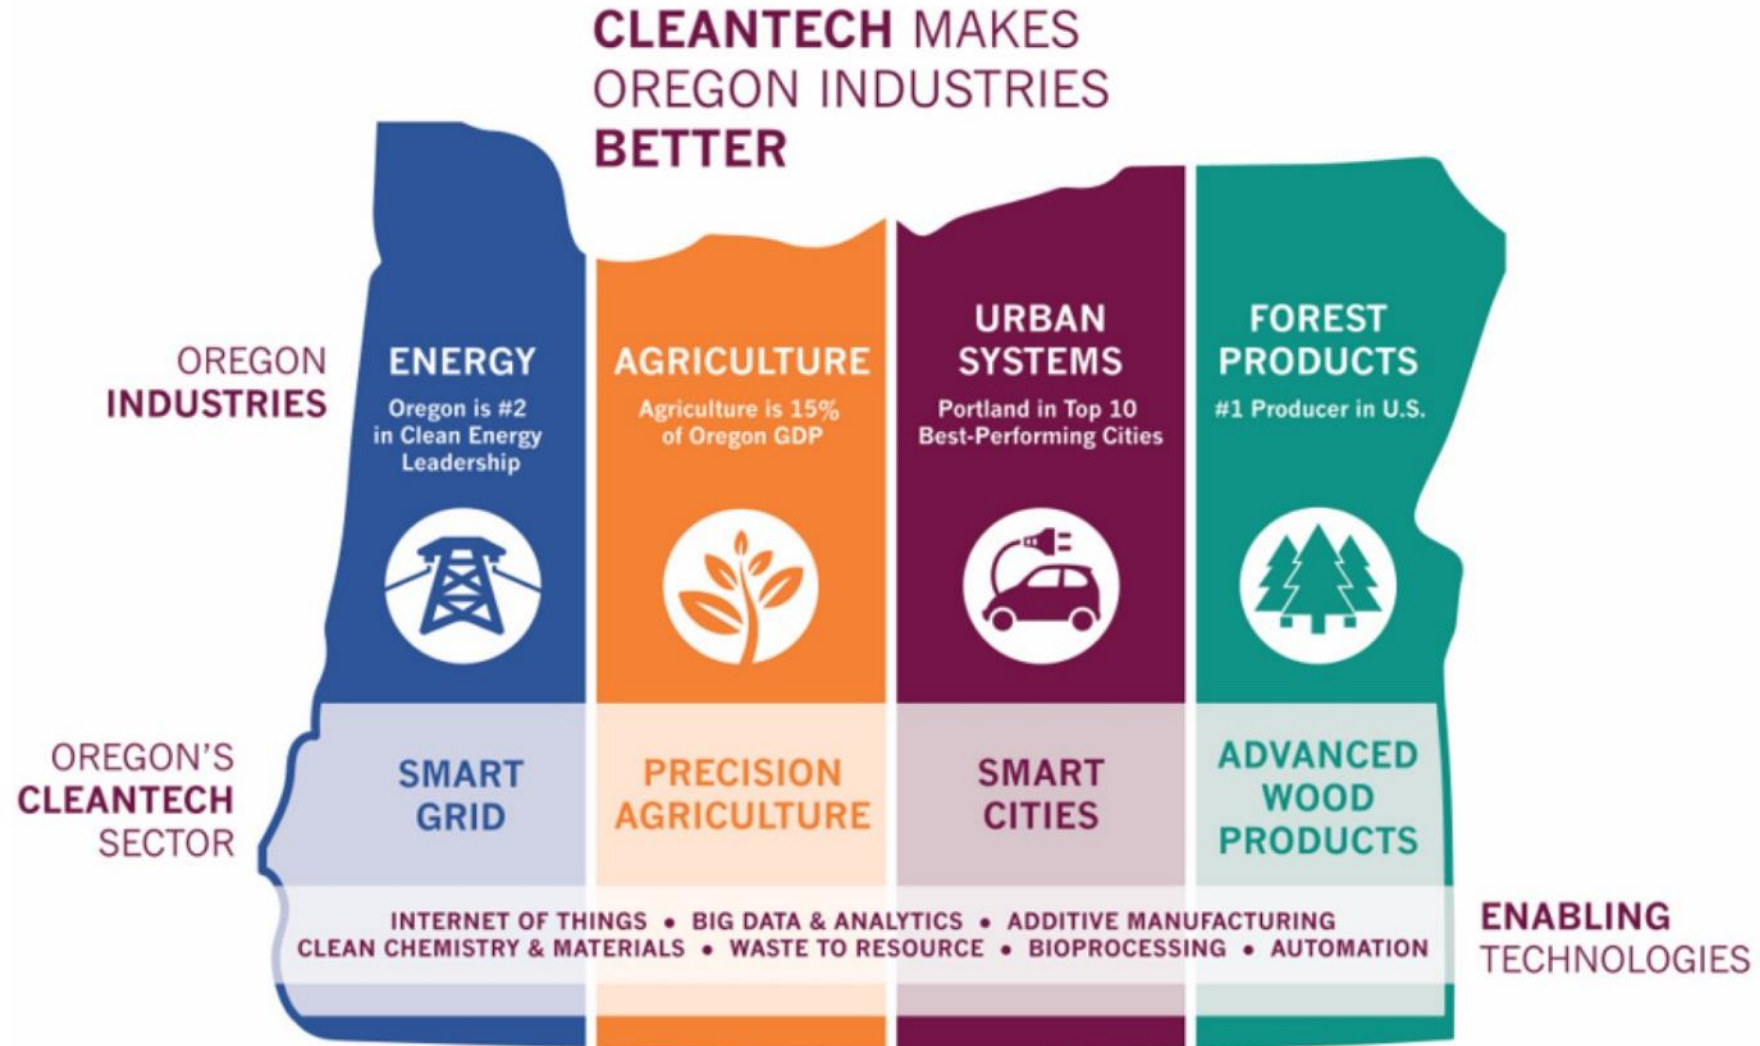 CLEANTECH MAKES
OREGON INDUSTRIES
BETTER
OREGON
INDUSTRIES
ENERGY
Oregon is #2
in Clean Energy
Leadership
AGRICULTURE
Agriculture is 15%
of Oregon GDP
URBAN
SYSTEMS
Portland in Top 10
Best-Performing Cities
FOREST
PRODUCTS
#1 Producer in U.S.
OREGON'S
CLEANTECH
SECTOR
SMART
GRID
PRECISION
AGRICULTURE
SMART
CITIES
ADVANCED
WOOD
PRODUCTS
INTERNET OF THINGS • BIG DATA & ANALYTICS • ADDITIVE MANUFACTURING
CLEAN CHEMISTRY & MATERIALS • WASTE TO RESOURCE • BIOPROCESSING • AUTOMATION
ENABLING
TECHNOLOGIES